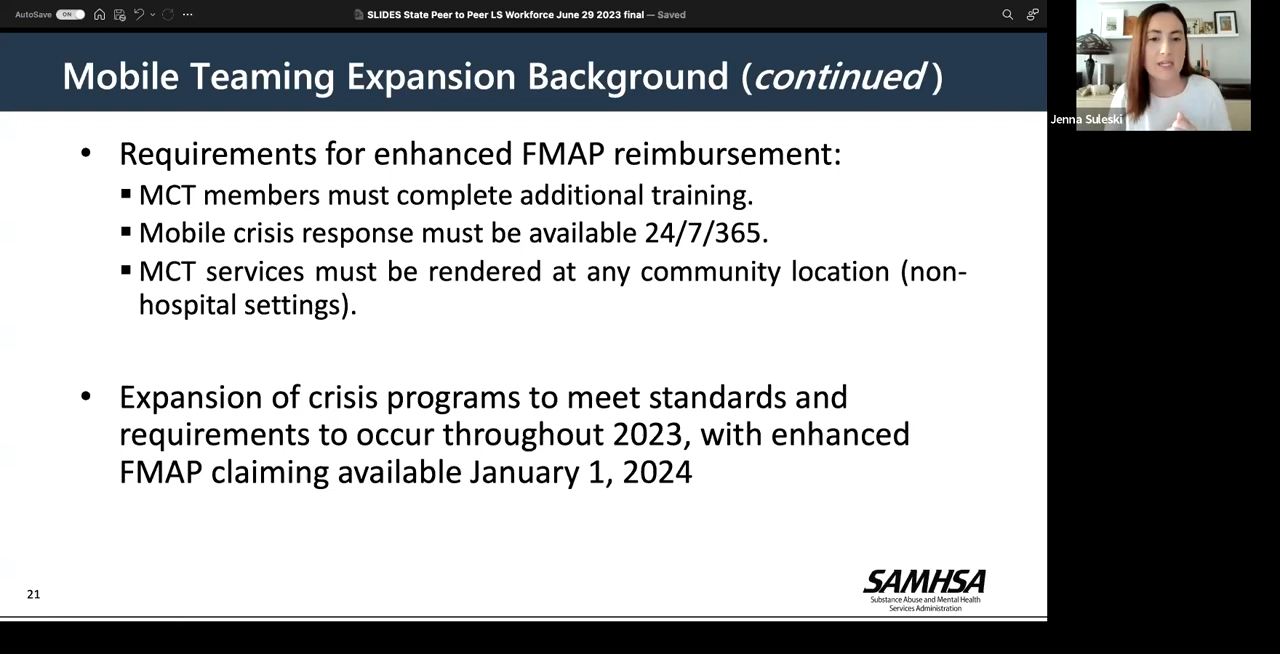 AutoSave ON
SLIDES State Peer to Peer LS Workforce June 29 2023 final — Saved
Mobile Teaming Expansion Background (continued)
Jenna Suleski
• Requirements for enhanced FMAP reimbursement:
▪ MCT members must complete additional training.
▪ Mobile crisis response must be available 24/7/365.
▪ MCT services must be rendered at any community location (non-
hospital settings).
• Expansion of crisis programs to meet standards and
requirements to occur throughout 2023, with enhanced
FMAP claiming available January 1, 2024
21
SAMHSA
Substance Abuse and Mental Health
Services Administration